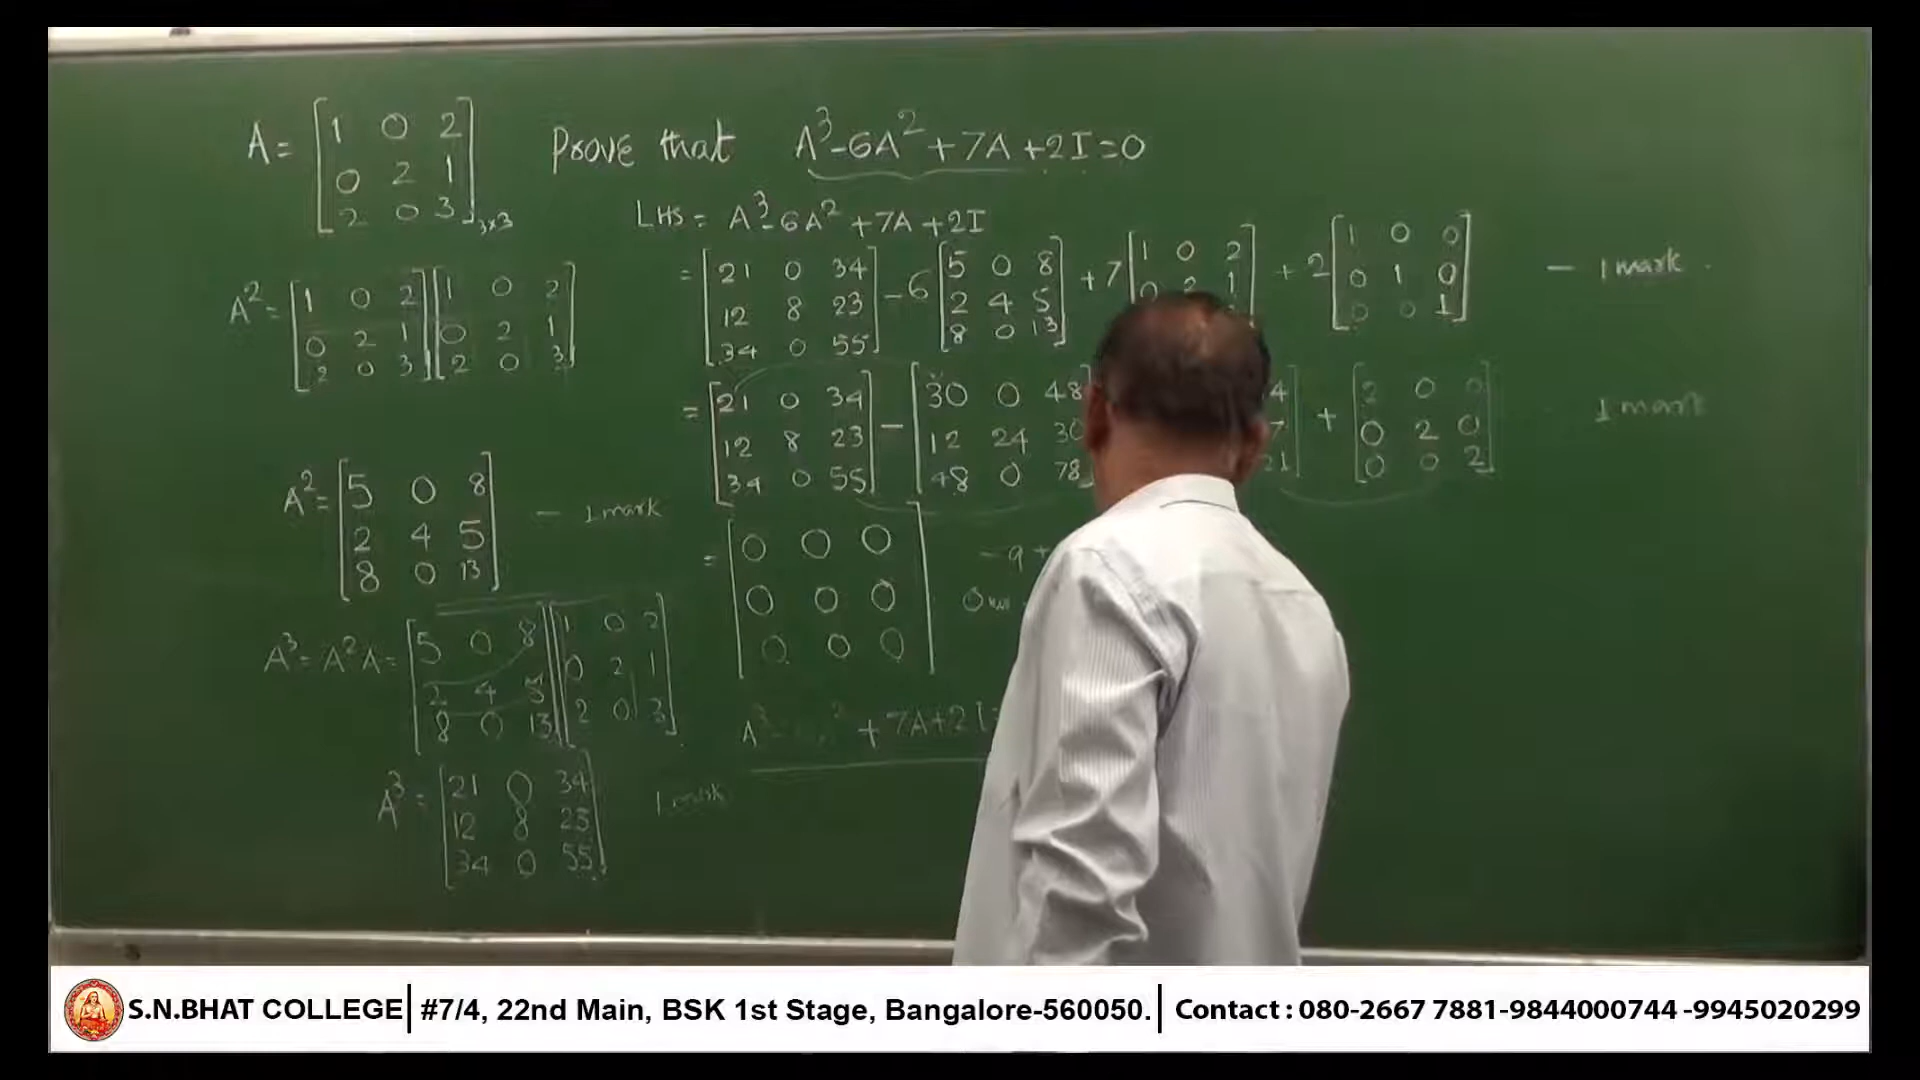 A = [1 0 2
0 2 1
2 0 3]3x3
Prove that A³-6A²+7A+2I=0
LHS = A³-6A²+7A+2I
A² = [1 0 2 [1 0 2
0 2 1 0 2 1
2 0 3] 2 0 3]
= [21 0 34 - 6 [5 0 8 + 7 [1 0 2 + 2 [1 0 0 - 1 mark
12 8 23 2 4 5 0 2 1 0 1 0
34 0 55] 8 0 13] 0 0 1]
= [21 0 34 - [30 0 48 4 + [2 0 0 1 mark
12 8 23 12 24 30 7 0 2 0
34 0 55] 48 0 78 21] 0 0 2]
A² = [5 0 8 - 1 mark
2 4 5
8 0 13]
= [0 0 0
0 0 0
0 0 0]
A³ = A²A = [5 0 8 [1 0 2
2 4 5 0 2 1
8 0 13] 2 0 3]
A³-6A²+7A+2I
A³ = [21 0 34 1 mark
12 8 23
34 0 55]
S.N.BHAT COLLEGE | #7/4, 22nd Main, BSK 1st Stage, Bangalore-560050. | Contact : 080-2667 7881-9844000744 -9945020299